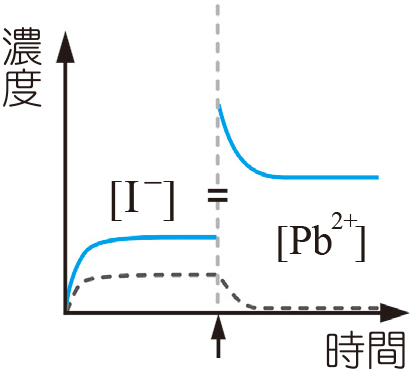 濃度
[I⁻] =
[Pb²⁺]
時間